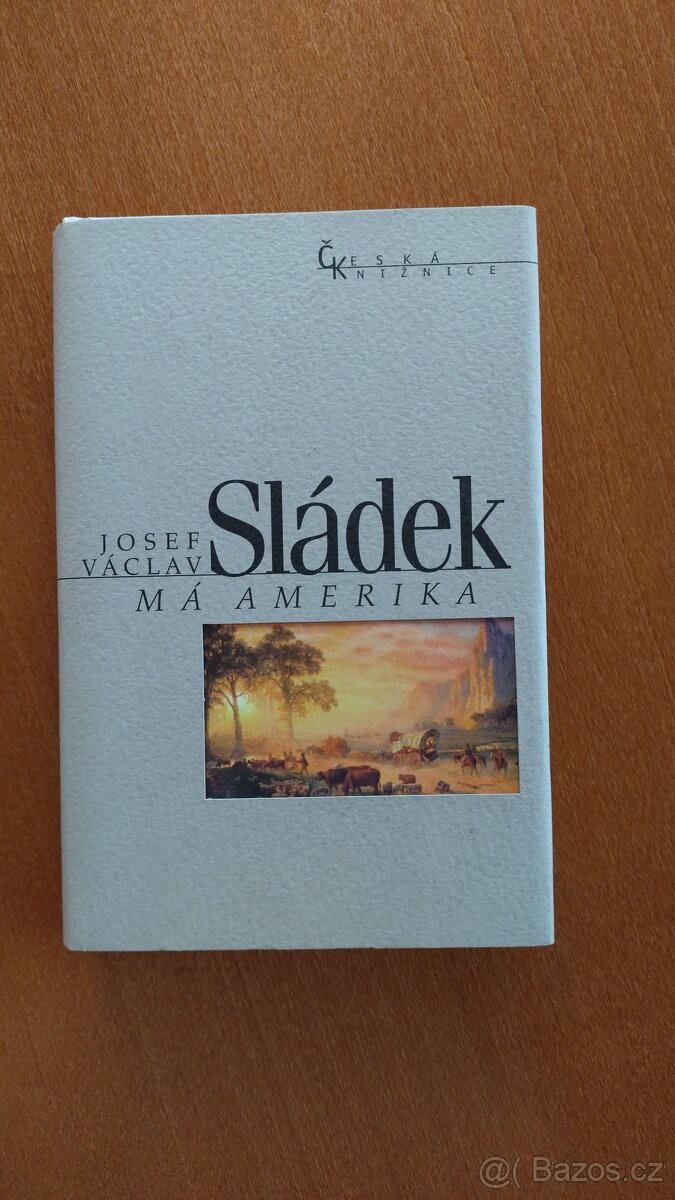 ČESKÁ
KNIŽNICE
JOSEF
VÁCLAV
Sládek
MÁ AMERIKA
@( Bazos.cz